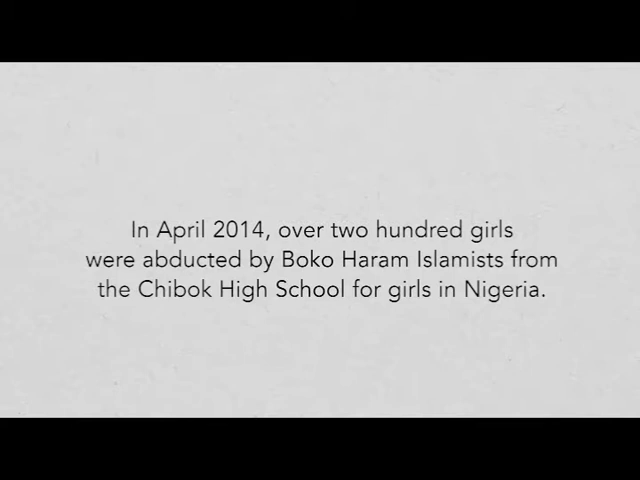 In April 2014, over two hundred girls
were abducted by Boko Haram Islamists from
the Chibok High School for girls in Nigeria.